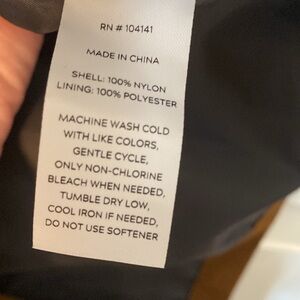 RN # 104141
MADE IN CHINA
SHELL: 100% NYLON
LINING: 100% POLYESTER
MACHINE WASH COLD
WITH LIKE COLORS,
GENTLE CYCLE,
ONLY NON-CHLORINE
BLEACH WHEN NEEDED,
TUMBLE DRY LOW,
COOL IRON IF NEEDED,
DO NOT USE SOFTENER